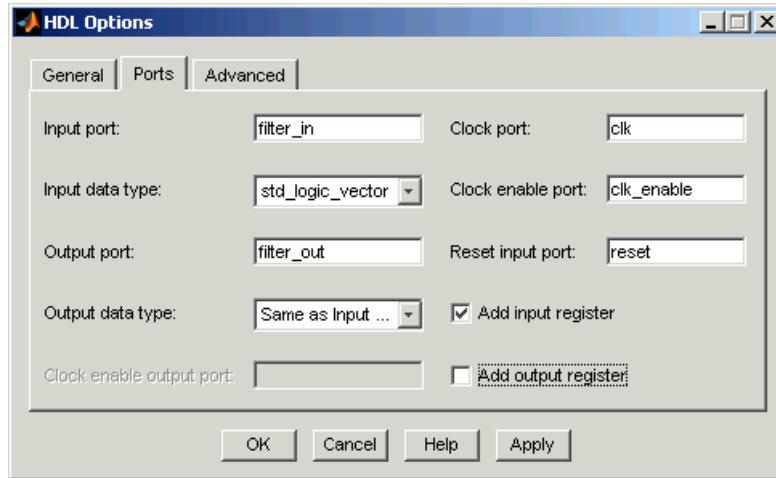 HDL Options
General Ports Advanced
Input port: filter_in Clock port: clk
Input data type: std_logic_vector Clock enable port: clk_enable
Output port: filter_out Reset input port: reset
Output data type: Same as Input ... Add input register
Clock enable output port: Add output register
OK Cancel Help Apply